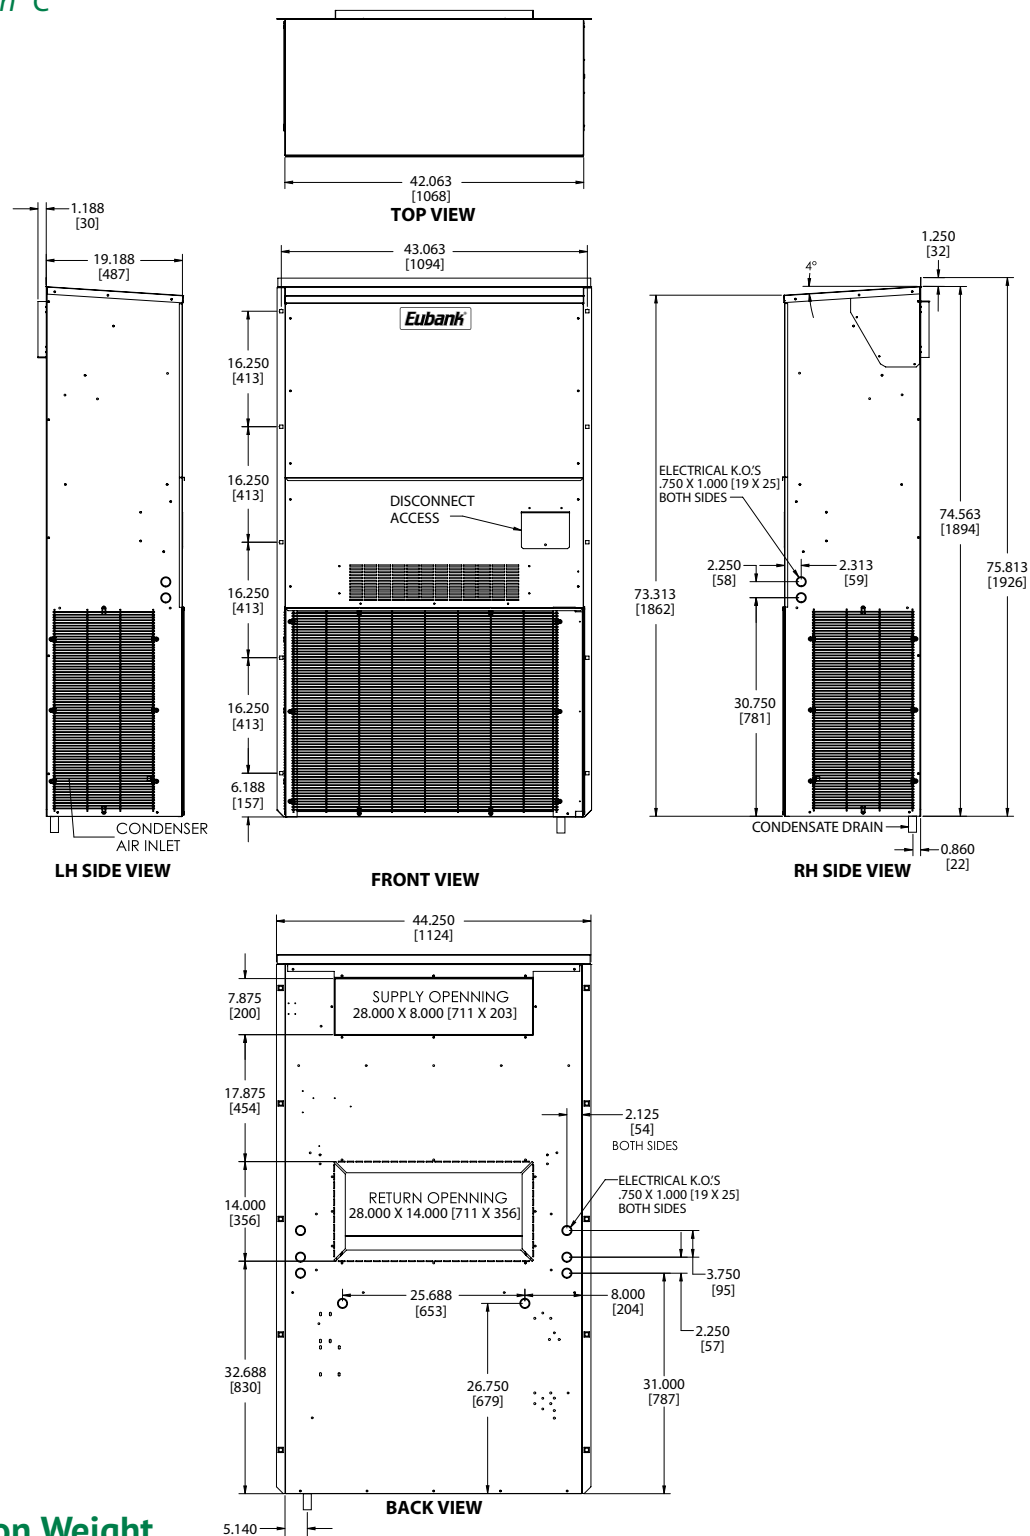 42.063
[1068]
TOP VIEW
1.188
[30]
19.188
[487]
43.063
[1094]
1.250
[32]
4°
Eubank
16.250
[413]
16.250
[413]
16.250
[413]
16.250
[413]
6.188
[157]
DISCONNECT
ACCESS
ELECTRICAL K.O.'S
.750 X 1.000 [19 X 25]
BOTH SIDES
2.250
[58]
2.313
[59]
73.313
[1862]
74.563
[1894]
75.813
[1926]
30.750
[781]
CONDENSER
AIR INLET
CONDENSATE DRAIN
0.860
[22]
LH SIDE VIEW
FRONT VIEW
RH SIDE VIEW
44.250
[1124]
7.875
[200]
SUPPLY OPENNING
28.000 X 8.000 [711 X 203]
17.875
[454]
2.125
[54]
BOTH SIDES
ELECTRICAL K.O.'S
.750 X 1.000 [19 X 25]
BOTH SIDES
14.000
[356]
RETURN OPENNING
28.000 X 14.000 [711 X 356]
3.750
[95]
25.688
[653]
8.000
[204]
2.250
[57]
32.688
[830]
26.750
[679]
31.000
[787]
BACK VIEW
on Weight
5.140